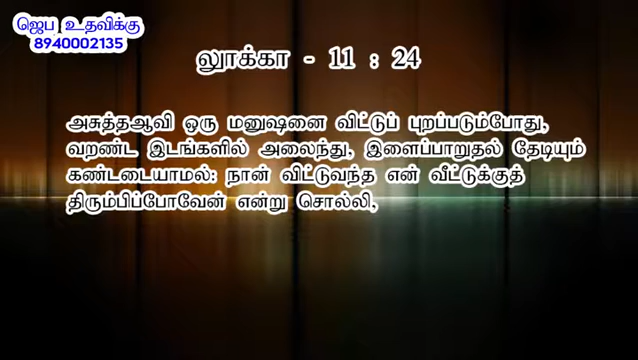 ஜெப உதவிக்கு
8940002135
லூக்கா - 11 : 24
அசுத்தஆவி ஒரு மனுஷனை விட்டுப் புறப்படும்போது,
வறண்ட இடங்களில் அலைந்து, இளைப்பாறுதல் தேடியும்
கண்டடையாமல்: நான் விட்டுவந்த என் வீட்டுக்குத்
திரும்பிப்போவேன் என்று சொல்லி,